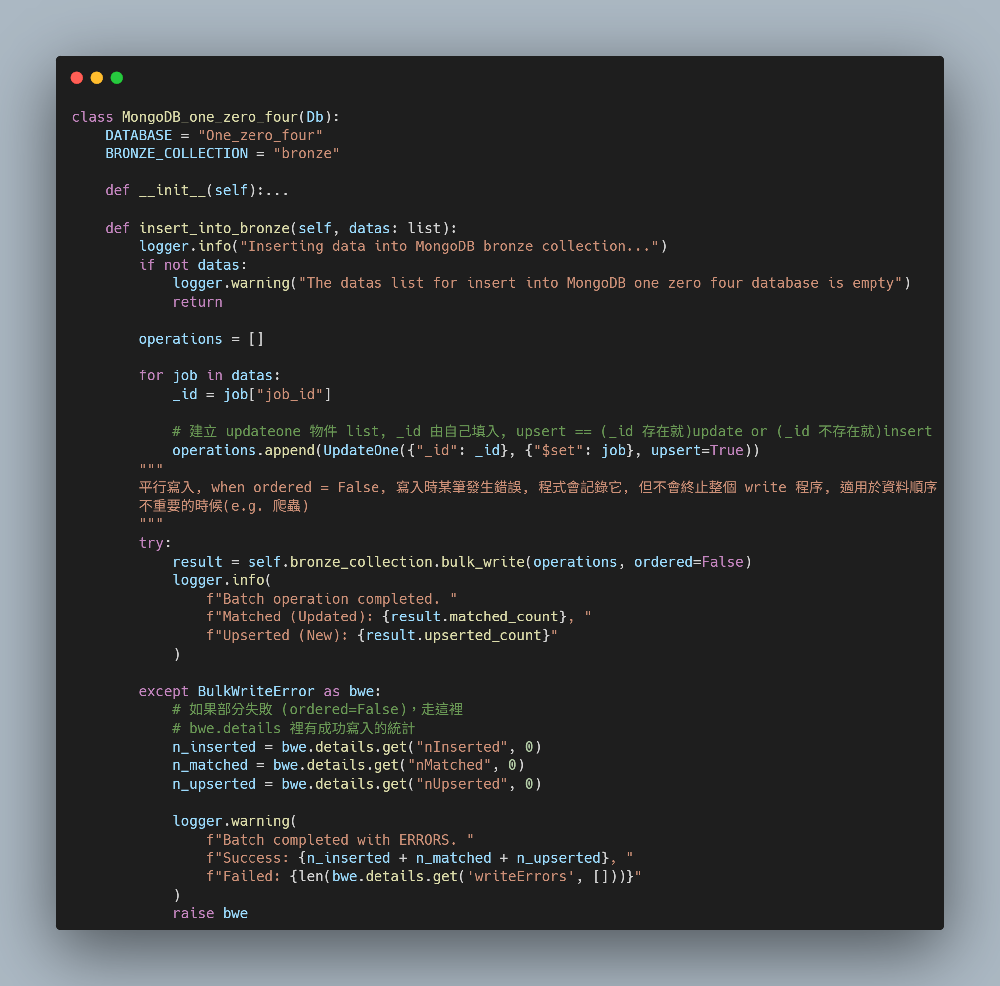 class MongoDB_one_zero_four(Db):
    DATABASE = "One_zero_four"
    BRONZE_COLLECTION = "bronze"

    def __init__(self):...

    def insert_into_bronze(self, datas: list):
        logger.info("Inserting data into MongoDB bronze collection...")
        if not datas:
            logger.warning("The datas list for insert into MongoDB one zero four database is empty")
            return

        operations = []

        for job in datas:
            _id = job["job_id"]

            # 建立 updateone 物件 list, _id 由自己填入, upsert == (_id 存在就)update or (_id 不存在就)insert
            operations.append(UpdateOne({"_id": _id}, {"$set": job}, upsert=True))
        """
        平行寫入, when ordered = False, 寫入時某筆發生錯誤, 程式會記錄它, 但不會終止整個 write 程序, 適用於資料順序
        不重要的時候(e.g. 爬蟲)
        """
        try:
            result = self.bronze_collection.bulk_write(operations, ordered=False)
            logger.info(
                f"Batch operation completed. "
                f"Matched (Updated): {result.matched_count}, "
                f"Upserted (New): {result.upserted_count}"
            )

        except BulkWriteError as bwe:
            # 如果部分失敗 (ordered=False)，走這裡
            # bwe.details 裡有成功寫入的統計
            n_inserted = bwe.details.get("nInserted", 0)
            n_matched = bwe.details.get("nMatched", 0)
            n_upserted = bwe.details.get("nUpserted", 0)

            logger.warning(
                f"Batch completed with ERRORS. "
                f"Success: {n_inserted + n_matched + n_upserted}, "
                f"Failed: {len(bwe.details.get('writeErrors', []))}"
            )
            raise bwe